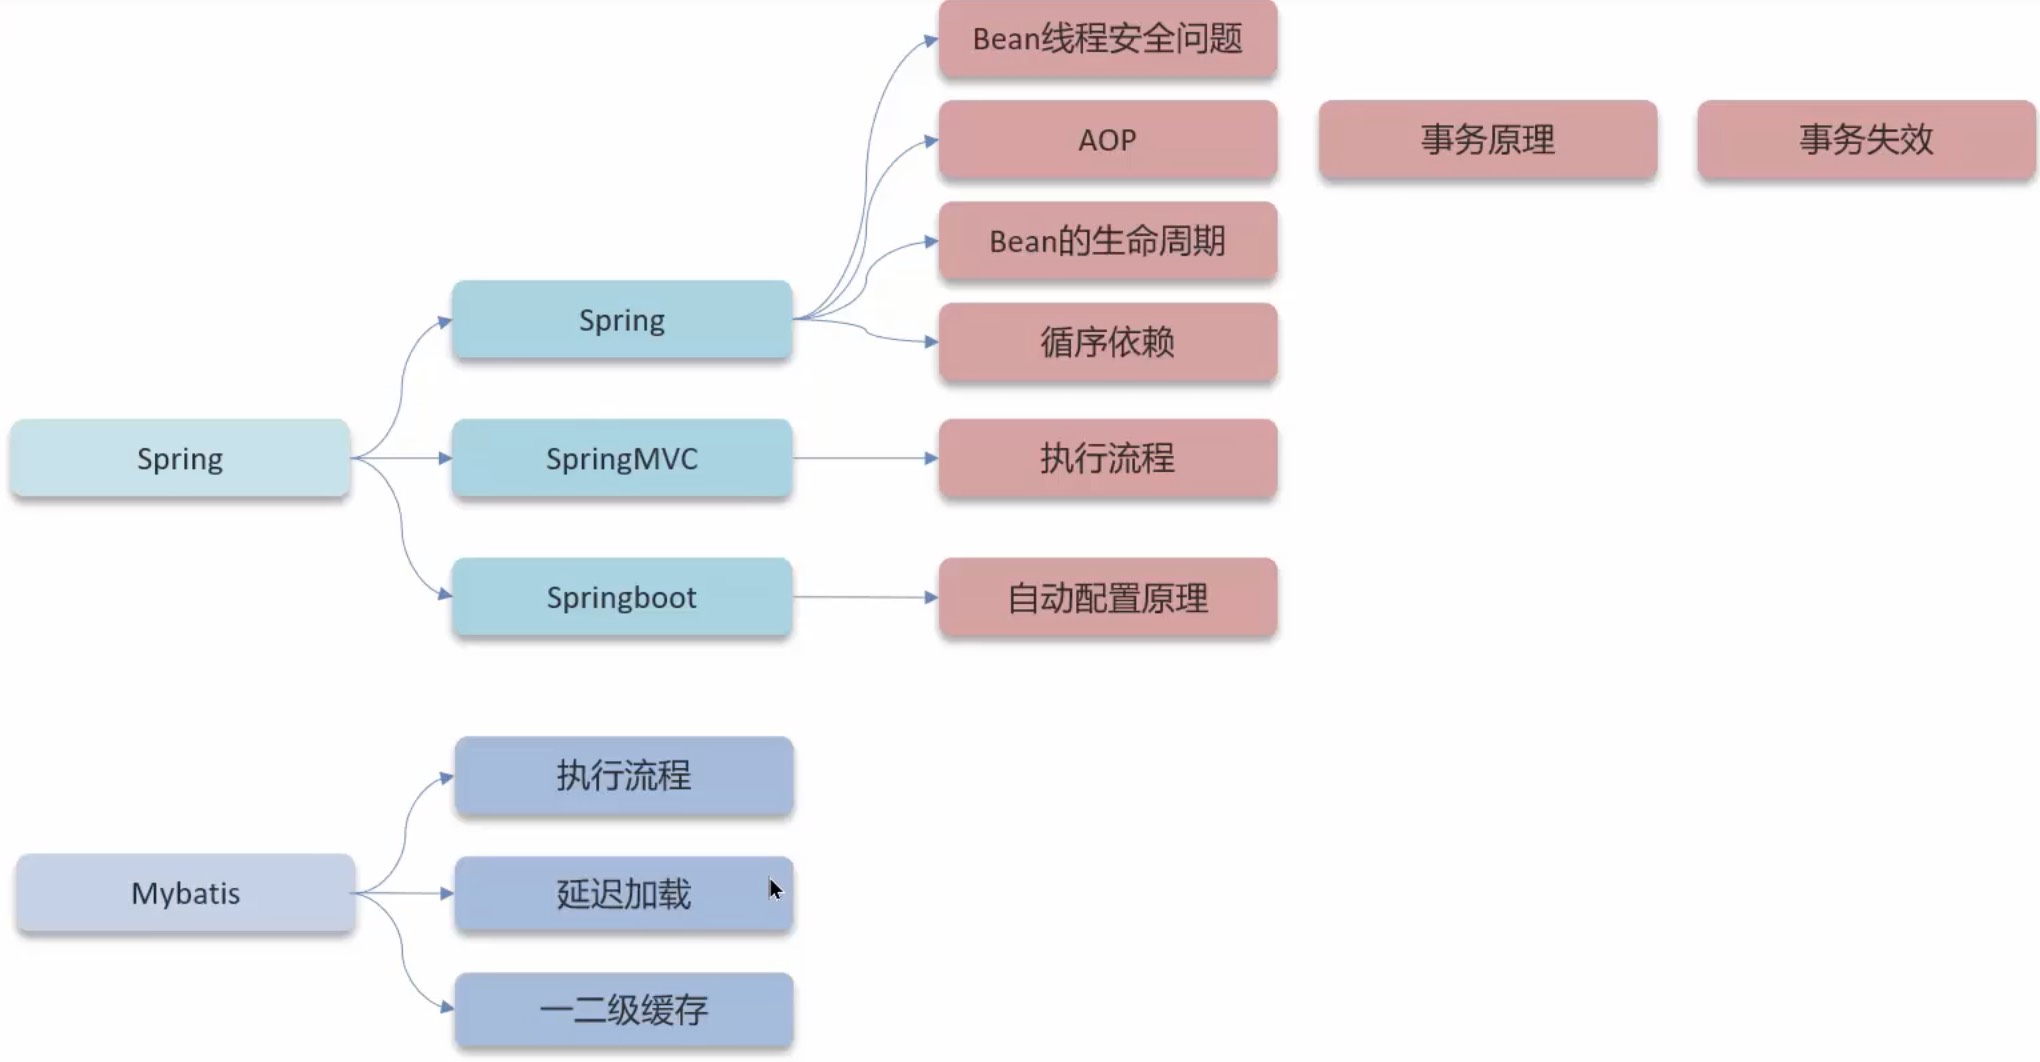 Bean线程安全问题
AOP
事务原理
事务失效
Bean的生命周期
循序依赖
Spring
Spring
SpringMVC
执行流程
Springboot
自动配置原理
执行流程
Mybatis
延迟加载
一二级缓存